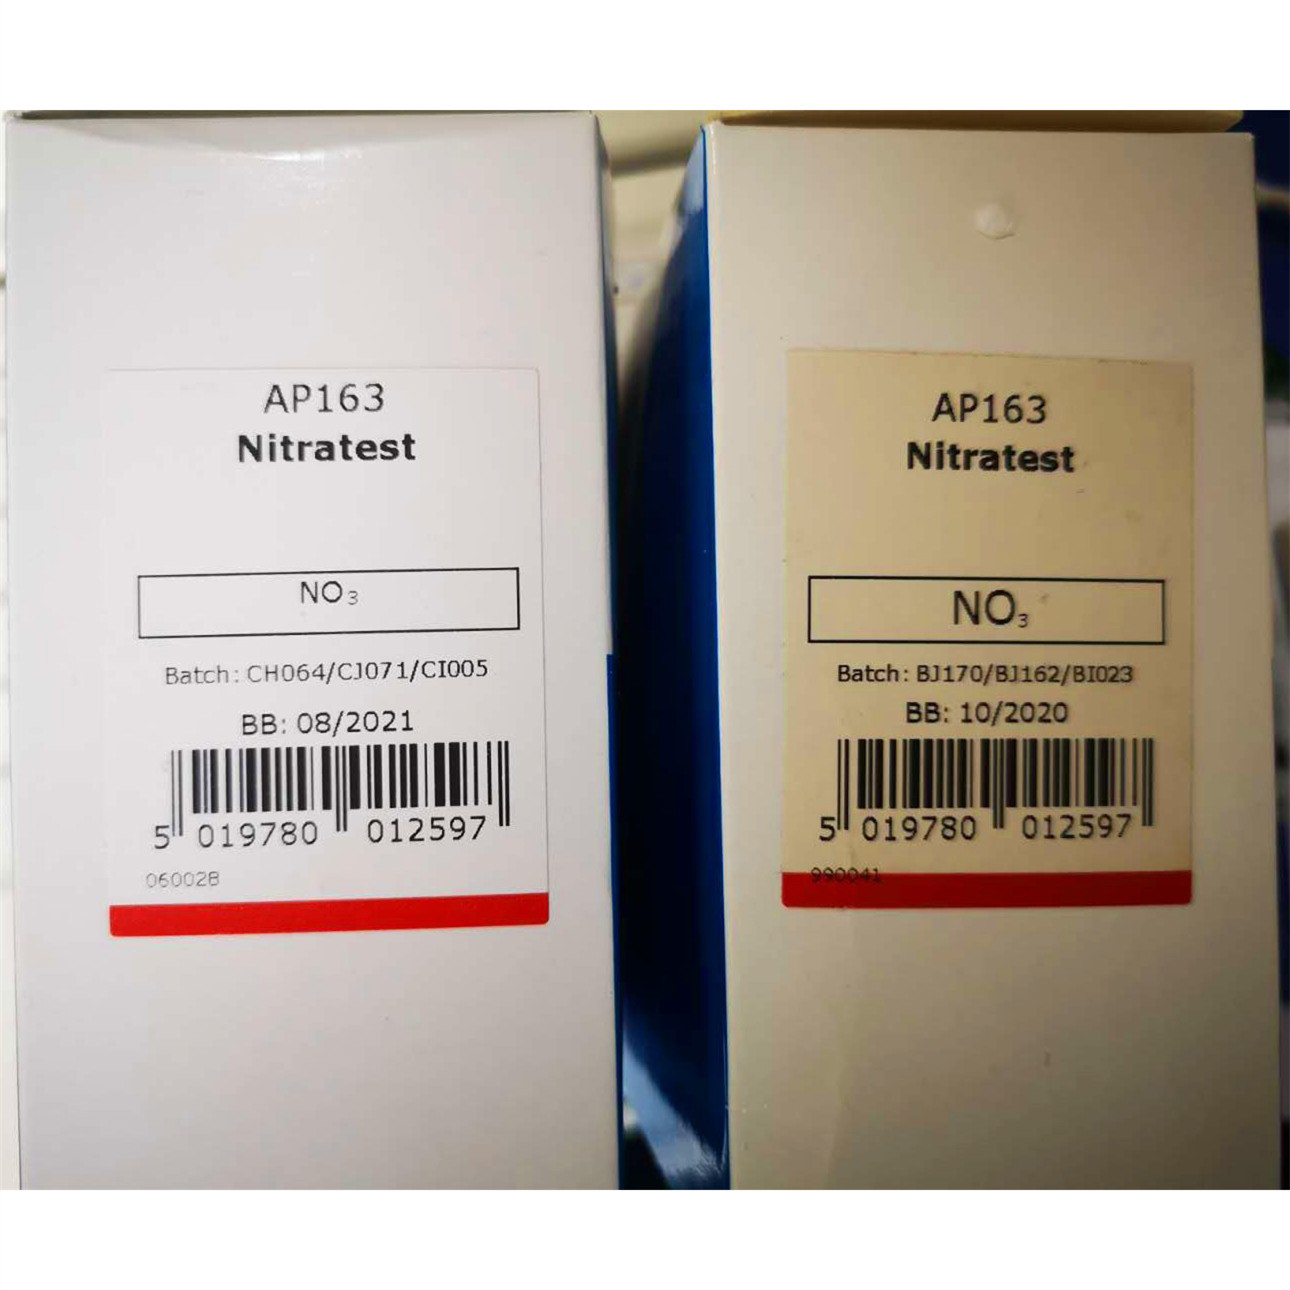 AP163
Nitratest
NO₃
Batch: CH064/CJ071/CI005
BB: 08/2021
5 019780 012597
060028
AP163
Nitratest
NO₃
Batch: BJ170/BJ162/BI023
BB: 10/2020
5 019780 012597
990041